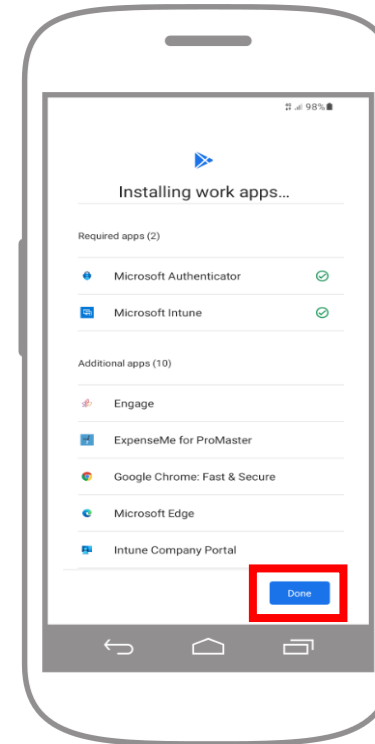 98%
Installing work apps...
Required apps (2)
Microsoft Authenticator
Microsoft Intune
Additional apps (10)
Engage
ExpenseMe for ProMaster
Google Chrome: Fast & Secure
Microsoft Edge
Intune Company Portal
Done